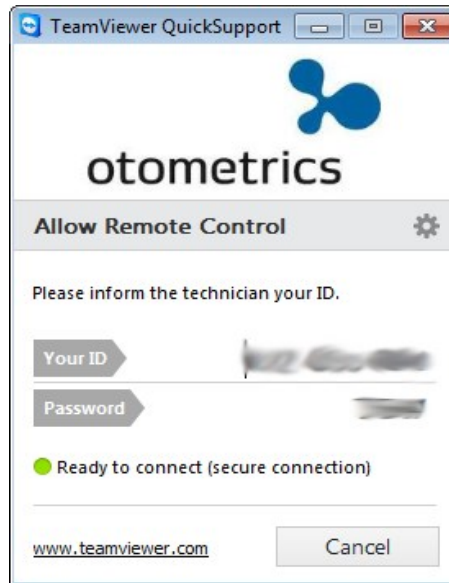 TeamViewer QuickSupport
otometrics
Allow Remote Control
Please inform the technician your ID.
Your ID
Password
Ready to connect (secure connection)
www.teamviewer.com
Cancel